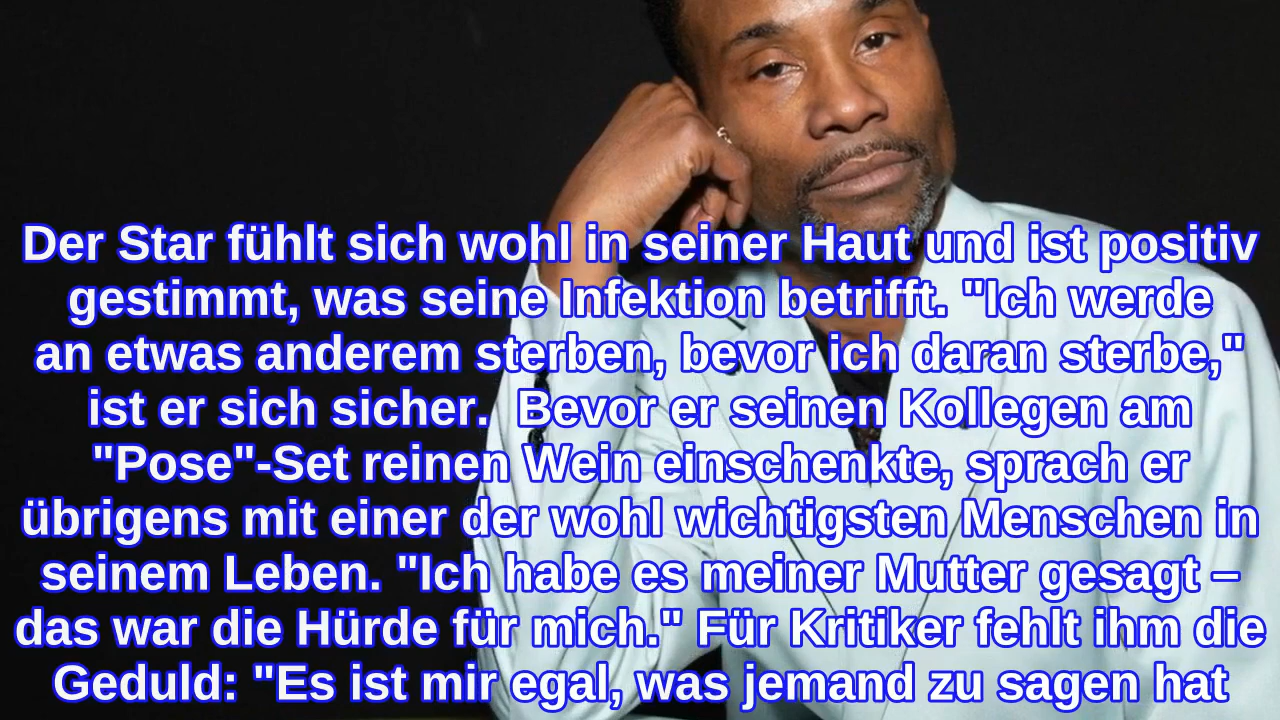 Der Star fühlt sich wohl in seiner Haut und ist positiv
gestimmt, was seine Infektion betrifft. "Ich werde
an etwas anderem sterben, bevor ich daran sterbe,"
ist er sich sicher.  Bevor er seinen Kollegen am
"Pose"-Set reinen Wein einschenkte, sprach er
übrigens mit einer der wohl wichtigsten Menschen in
seinem Leben. "Ich habe es meiner Mutter gesagt –
das war die Hürde für mich." Für Kritiker fehlt ihm die
Geduld: "Es ist mir egal, was jemand zu sagen hat